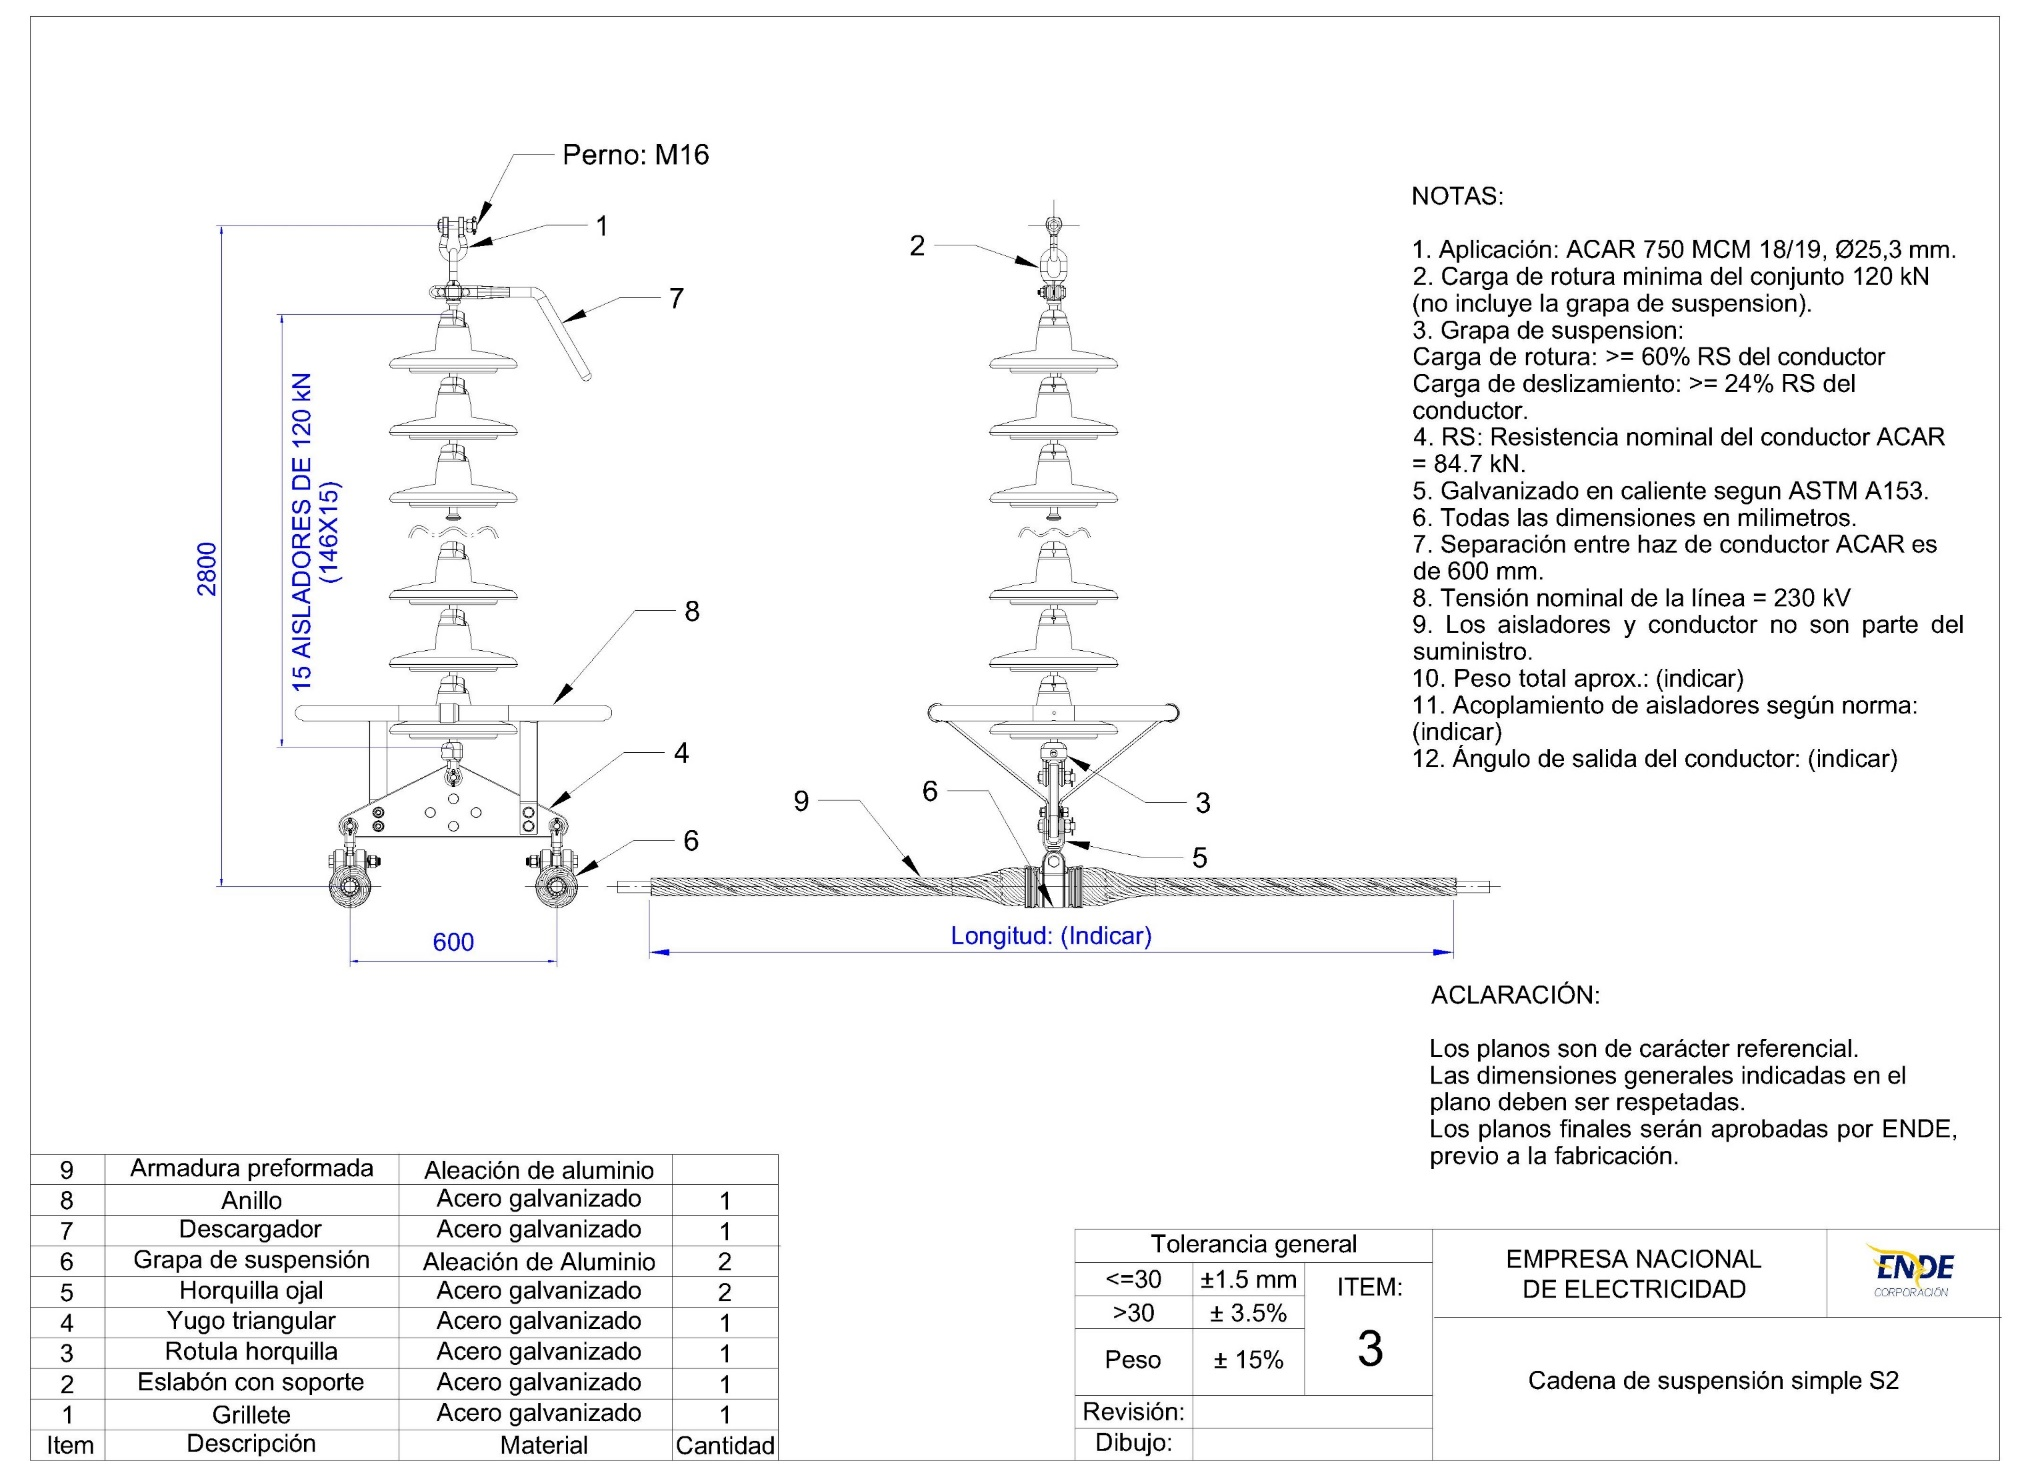 Perno: M16
1
2
7
8
4
6
9
6
3
5
2800
15 AISLADORES DE 120 kN
(146X15)
600
Longitud: (Indicar)
NOTAS:
1. Aplicación: ACAR 750 MCM 18/19, Ø25,3 mm.
2. Carga de rotura minima del conjunto 120 kN
(no incluye la grapa de suspension).
3. Grapa de suspension:
Carga de rotura: >= 60% RS del conductor
Carga de deslizamiento: >= 24% RS del
conductor.
4. RS: Resistencia nominal del conductor ACAR
= 84.7 kN.
5. Galvanizado en caliente segun ASTM A153.
6. Todas las dimensiones en milimetros.
7. Separación entre haz de conductor ACAR es
de 600 mm.
8. Tensión nominal de la línea = 230 kV
9. Los aisladores y conductor no son parte del
suministro.
10. Peso total aprox.: (indicar)
11. Acoplamiento de aisladores según norma:
(indicar)
12. Ángulo de salida del conductor: (indicar)
ACLARACIÓN:
Los planos son de carácter referencial.
Las dimensiones generales indicadas en el
plano deben ser respetadas.
Los planos finales serán aprobadas por ENDE,
previo a la fabricación.
9 Armadura preformada Aleación de aluminio
8 Anillo Acero galvanizado 1
7 Descargador Acero galvanizado 1
6 Grapa de suspensión Aleación de Aluminio 2
5 Horquilla ojal Acero galvanizado 2
4 Yugo triangular Acero galvanizado 1
3 Rotula horquilla Acero galvanizado 1
2 Eslabón con soporte Acero galvanizado 1
1 Grillete Acero galvanizado 1
Item Descripción Material Cantidad
Tolerancia general
<=30 ±1.5 mm
>30 ± 3.5%
Peso ± 15%
ITEM:
3
Revisión:
Dibujo:
EMPRESA NACIONAL
DE ELECTRICIDAD
ENDE
CORPORACIÓN
Cadena de suspensión simple S2